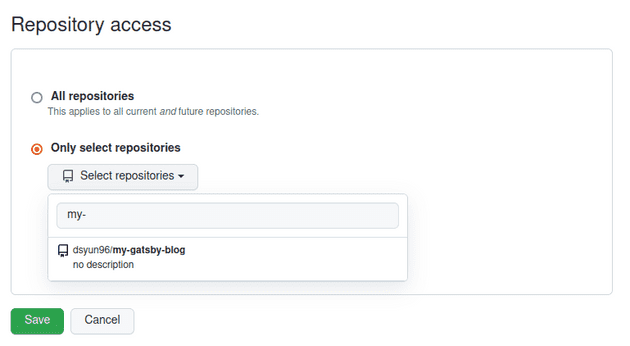 Repository access
All repositories
This applies to all current and future repositories.
Only select repositories
Select repositories
my-
dsyun96/my-gatsby-blog
no description
Save
Cancel